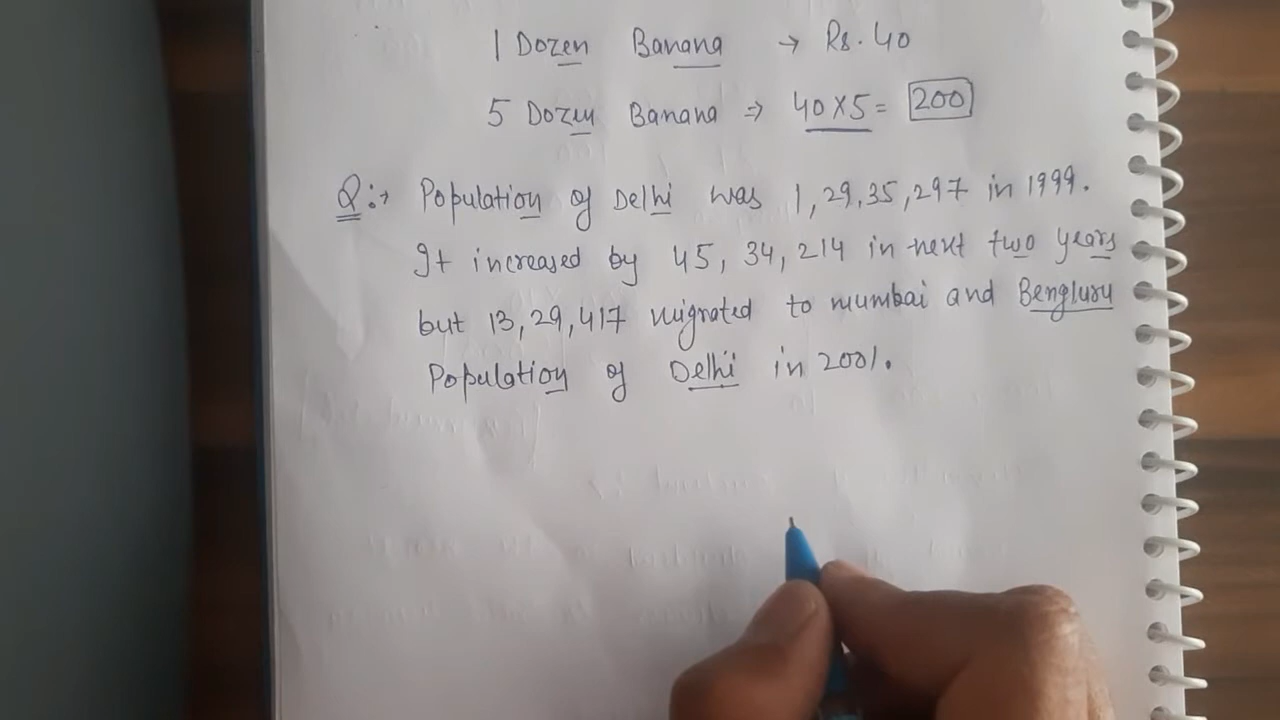 1 Dozen Banana → Rs. 40
5 Dozen Banana ⇒ 40 X 5 = 200
Q:→ Population of Delhi was 1,29,35,297 in 1999.
It increased by 45, 34, 214 in next two years
but 13,29,417 migrated to mumbai and Bengluru
Population of Delhi in 2001.